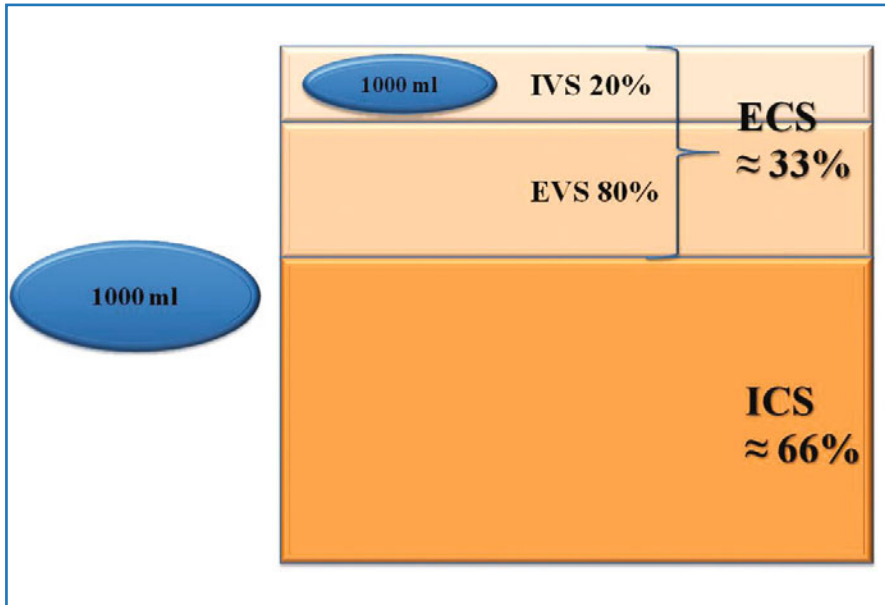 1000 ml
IVS 20%
ECS
≈ 33%
EVS 80%
1000 ml
ICS
≈ 66%